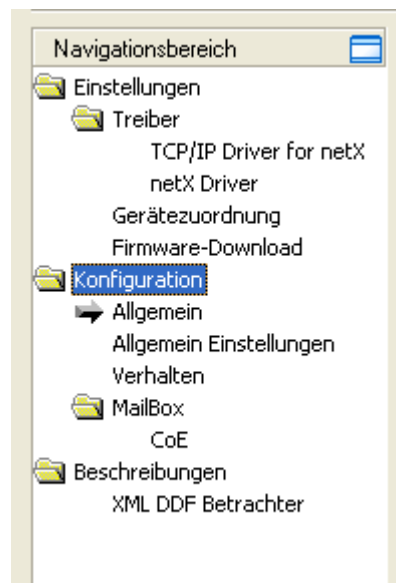 Navigationsbereich
Einstellungen
Treiber
TCP/IP Driver for netX
netX Driver
Gerätezuordnung
Firmware-Download
Konfiguration
Allgemein
Allgemein Einstellungen
Verhalten
MailBox
CoE
Beschreibungen
XML DDF Betrachter